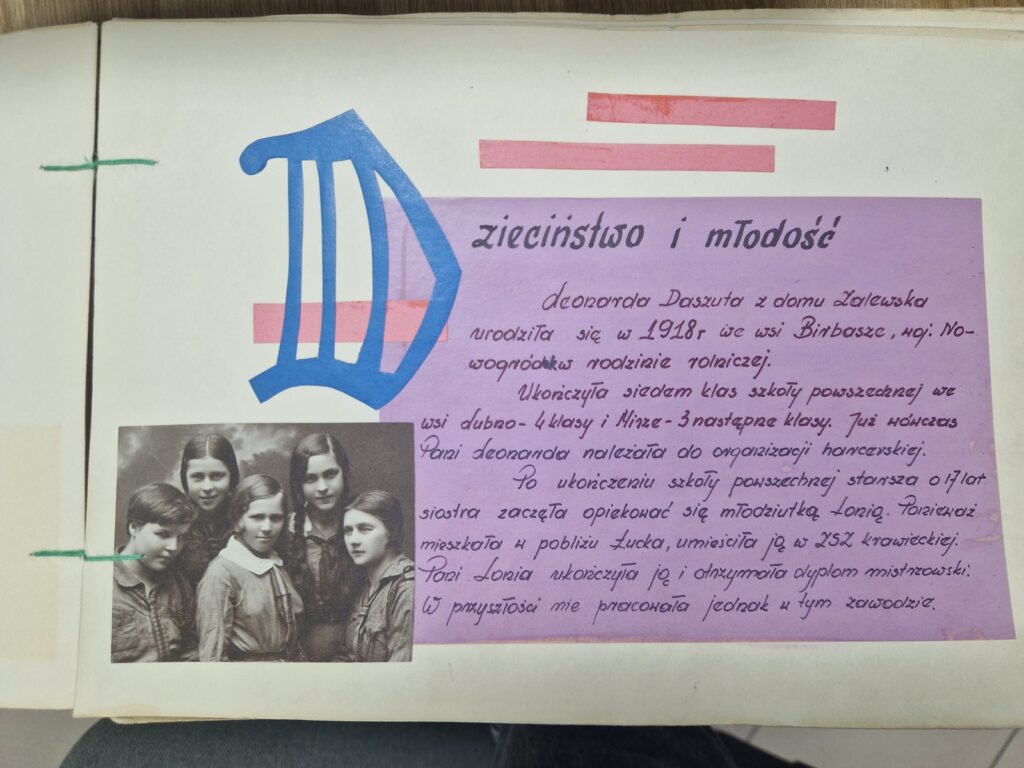 Dzieciństwo i młodość
Leonarda Daszuta z domu Zalewska
urodziła się w 1918r we wsi Birbasze, woj. No-
wogródek w rodzinie rolniczej.
Ukończyła siedem klas szkoły powszechnej we
wsi Lubno - 4 klasy i Mirze - 3 następne klasy. Już wówczas
Pani Leonarda należała do organizacji harcerskiej.
Po ukończeniu szkoły powszechnej starsza o 17 lat
siostra zaczęła opiekować się młodziutką Lonią. Ponieważ
mieszkała w pobliżu Łucka, umieściła ją w ZSZ krawieckiej.
Pani Lonia ukończyła ją i otrzymała dyplom mistrzowski.
W przyszłości nie pracowała jednak w tym zawodzie.